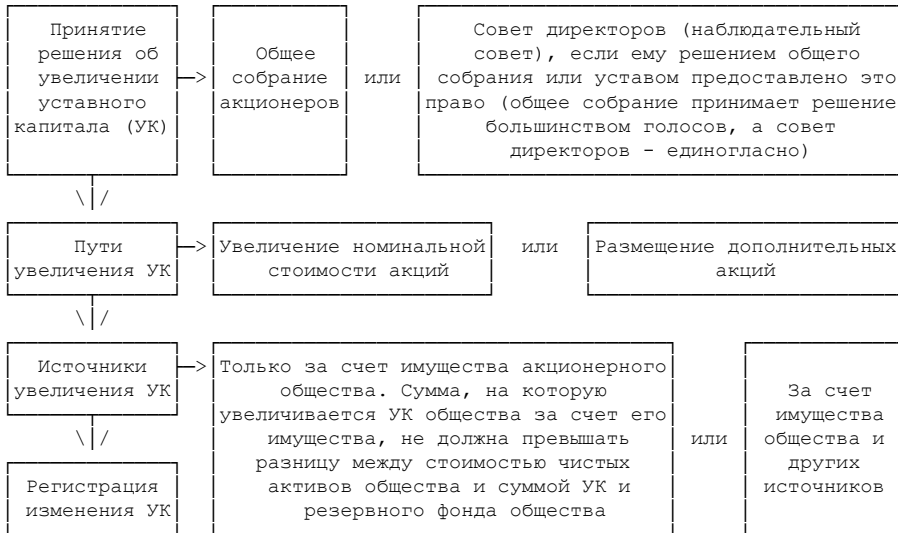 Принятие
решения об
увеличении
уставного
капитала (УК)
Общее
собрание
акционеров
или
Совет директоров (наблюдательный
совет), если ему решением общего
собрания или уставом предоставлено это
право (общее собрание принимает решение
большинством голосов, а совет
директоров - единогласно)
Пути
увеличения УК
Увеличение номинальной
стоимости акций
или
Размещение дополнительных
акций
Источники
увеличения УК
Только за счет имущества акционерного
общества. Сумма, на которую
увеличивается УК общества за счет его
имущества, не должна превышать
разницу между стоимостью чистых
активов общества и суммой УК и
резервного фонда общества
или
За счет
имущества
общества и
других
источников
Регистрация
изменения УК